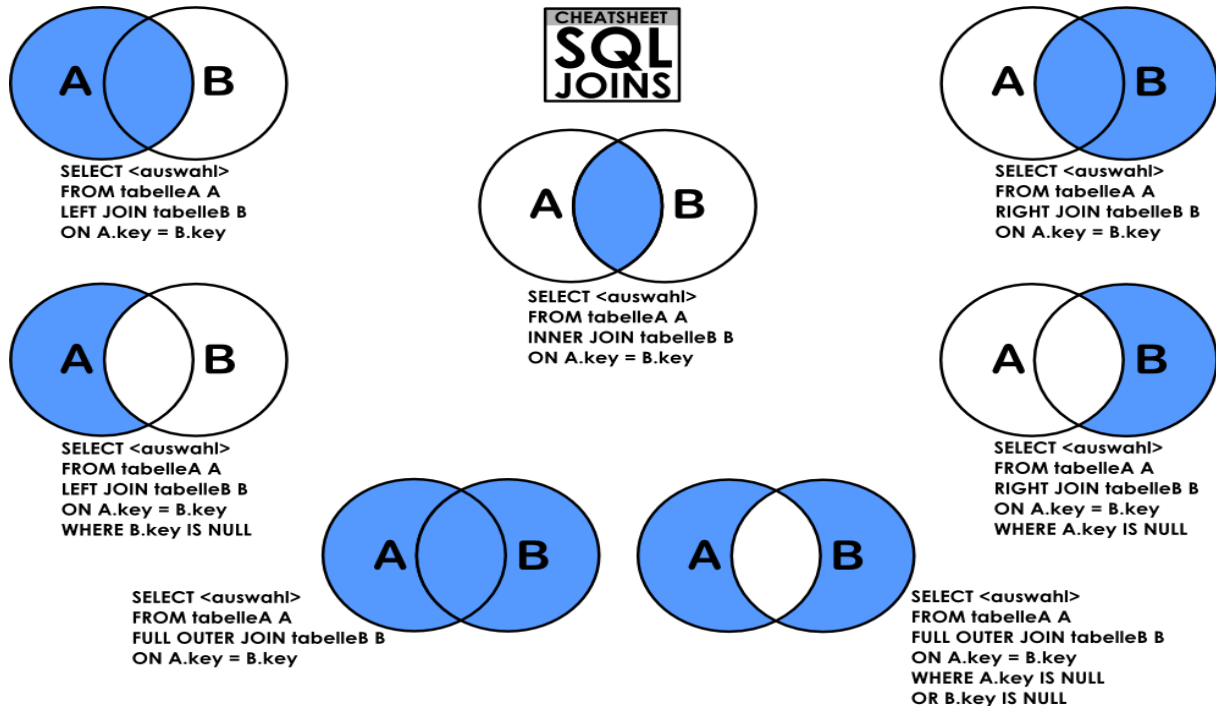 CHEATSHEET
SQL
JOINS
A B
SELECT <auswahl>
FROM tabelleA A
LEFT JOIN tabelleB B
ON A.key = B.key
A B
SELECT <auswahl>
FROM tabelleA A
INNER JOIN tabelleB B
ON A.key = B.key
A B
SELECT <auswahl>
FROM tabelleA A
RIGHT JOIN tabelleB B
ON A.key = B.key
A B
SELECT <auswahl>
FROM tabelleA A
LEFT JOIN tabelleB B
ON A.key = B.key
WHERE B.key IS NULL
A B
SELECT <auswahl>
FROM tabelleA A
RIGHT JOIN tabelleB B
ON A.key = B.key
WHERE A.key IS NULL
A B
SELECT <auswahl>
FROM tabelleA A
FULL OUTER JOIN tabelleB B
ON A.key = B.key
A B
SELECT <auswahl>
FROM tabelleA A
FULL OUTER JOIN tabelleB B
ON A.key = B.key
WHERE A.key IS NULL
OR B.key IS NULL